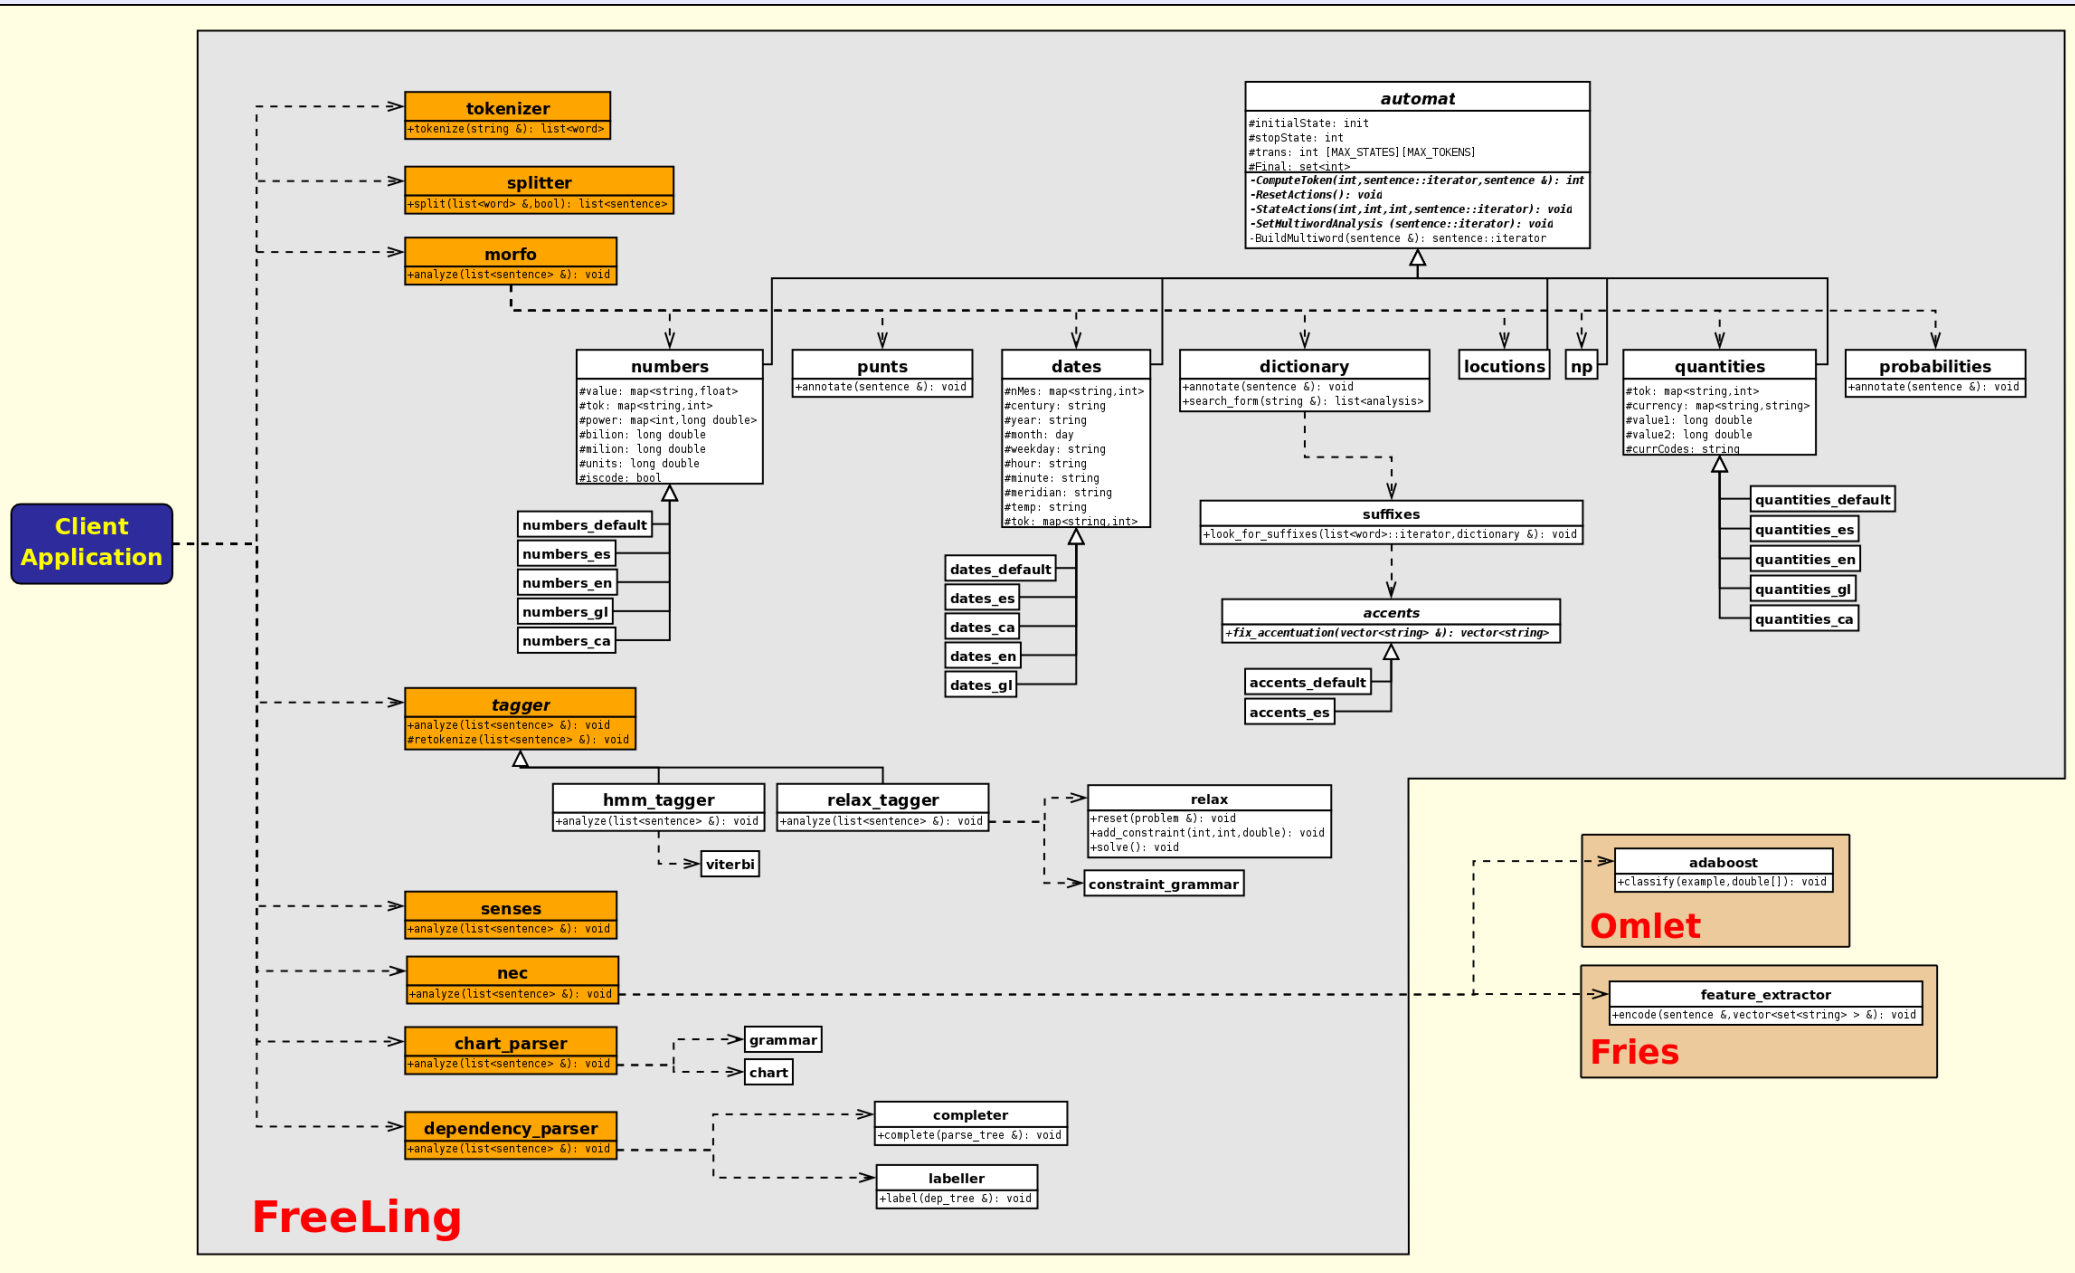 tokenizer
+tokenize(string &): list<word>
splitter
+split(list<word> &,bool): list<sentence>
morfo
+analyze(list<sentence> &): void
automat
#initialState: init
#stopState: int
#trans: int [MAX_STATES][MAX_TOKENS]
#Final: set<int>
-ComputeToken(int,sentence::iterator,sentence &): int
-ResetActions(): void
-StateActions(int,int,int,sentence::iterator): void
-SetMultiwordAnalysis (sentence::iterator): void
-BuildMultiword(sentence &): sentence::iterator
numbers
#value: map<string,float>
#tok: map<string,int>
#power: map<int,long double>
#bilion: long double
#milion: long double
#units: long double
#iscode: bool
numbers_default
numbers_es
numbers_en
numbers_gl
numbers_ca
punts
+annotate(sentence &): void
dates
#nMes: map<string,int>
#century: string
#year: string
#month: day
#weekday: string
#hour: string
#minute: string
#meridian: string
#temp: string
#tok: map<string,int>
dates_default
dates_es
dates_ca
dates_en
dates_gl
dictionary
+annotate(sentence &): void
+search_form(string &): list<analysis>
suffixes
+look_for_suffixes(list<word>::iterator,dictionary &): void
accents
+fix_accentuation(vector<string> &): vector<string>
accents_default
accents_es
locutions
np
quantities
#tok: map<string,int>
#currency: map<string,string>
#value1: long double
#value2: long double
#currCodes: string
quantities_default
quantities_es
quantities_en
quantities_gl
quantities_ca
probabilities
+annotate(sentence &): void
Client
Application
tagger
+analyze(list<sentence> &): void
#retokenize(list<sentence> &): void
hmm_tagger
+analyze(list<sentence> &): void
viterbi
relax_tagger
+analyze(list<sentence> &): void
relax
+reset(problem &): void
+add_constraint(int,int,double): void
+solve(): void
constraint_grammar
senses
+analyze(list<sentence> &): void
nec
+analyze(list<sentence> &): void
adaboost
+classify(example,double[]): void
Omlet
feature_extractor
+encode(sentence &,vector<set<string> > &): void
Fries
chart_parser
+analyze(list<sentence> &): void
grammar
chart
dependency_parser
+analyze(list<sentence> &): void
completer
+complete(parse_tree &): void
labeller
+label(dep_tree &): void
FreeLing